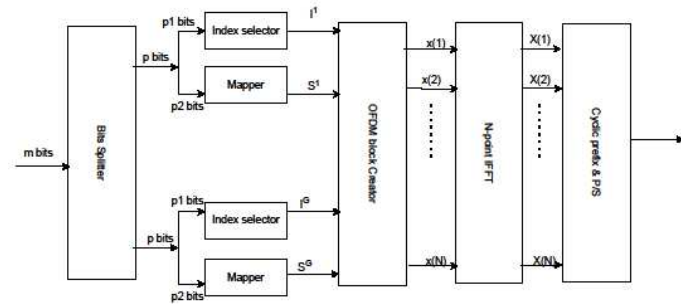 p1 bits
Index selector
I¹
p bits
Mapper
S¹
p2 bits
m bits
Bits Splitter
p1 bits
Index selector
I^G
p bits
Mapper
S^G
p2 bits
OFDM block Creator
x(1)
x(2)
x(N)
N-point IFFT
X(1)
X(2)
X(N)
Cyclic prefix & P/S